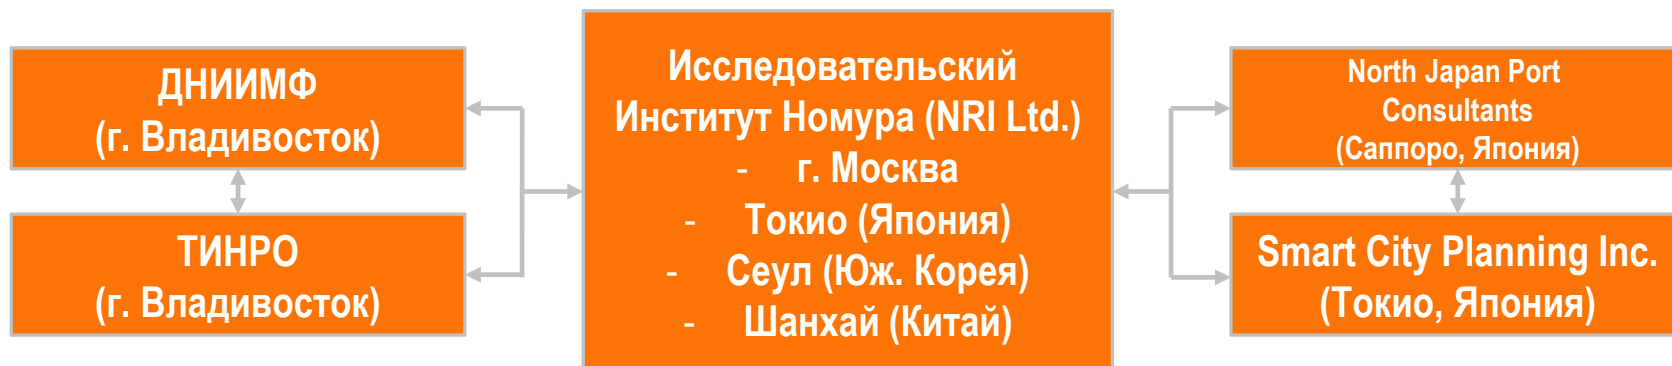 ДНИИМФ
(г. Владивосток)
ТИНРО
(г. Владивосток)
Исследовательский
Институт Номура (NRI Ltd.)
- г. Москва
- Токио (Япония)
- Сеул (Юж. Корея)
- Шанхай (Китай)
North Japan Port
Consultants
(Саппоро, Япония)
Smart City Planning Inc.
(Токио, Япония)